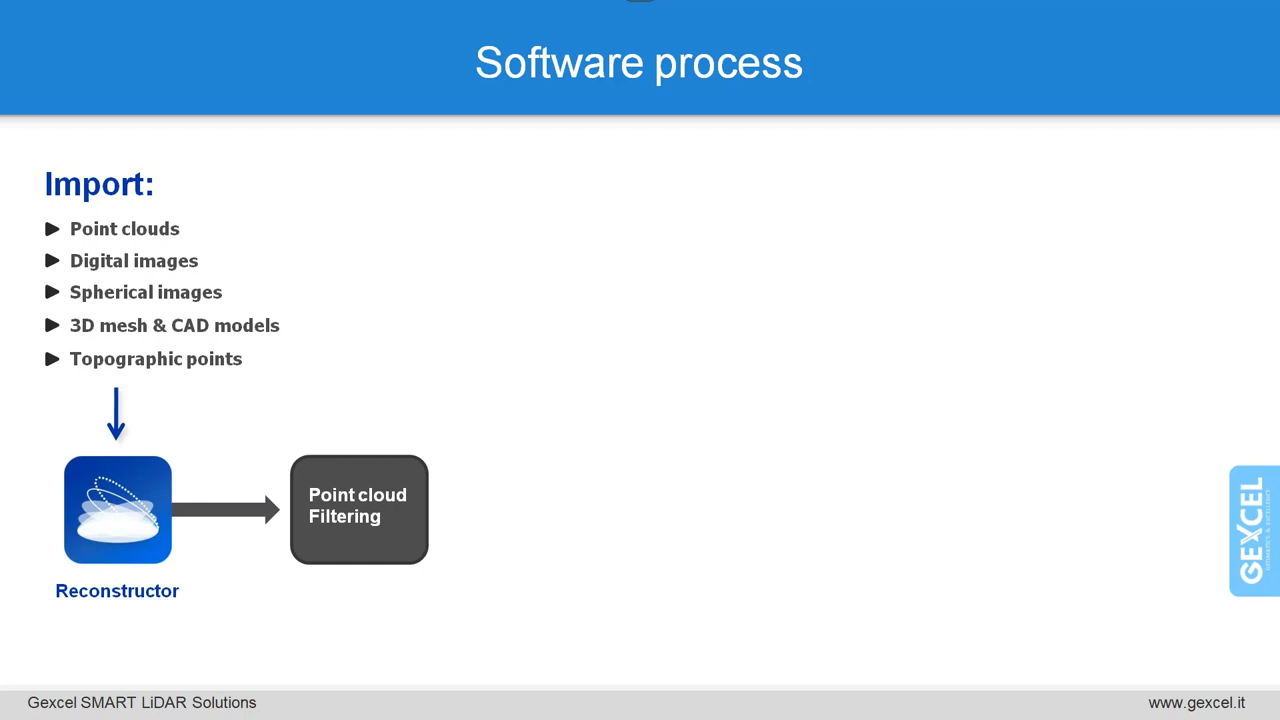 Software process
Import:
Point clouds
Digital images
Spherical images
3D mesh & CAD models
Topographic points
Point cloud
Filtering
Reconstructor
GEXCEL
Gexcel SMART LiDAR Solutions
www.gexcel.it